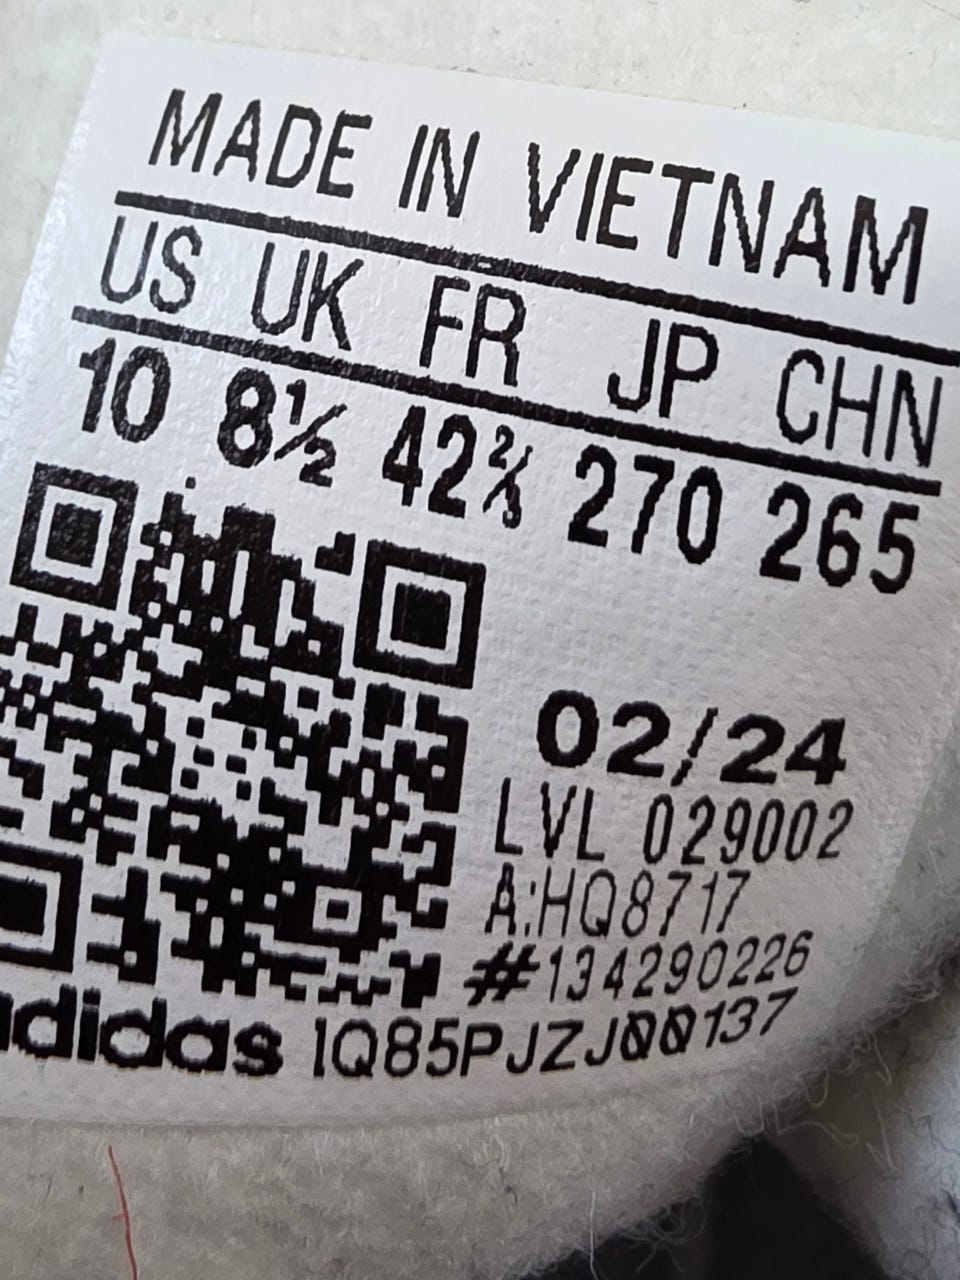 MADE IN VIETNAM
US UK FR JP CHN
10 8½ 42⅔ 270 265
02/24
LVL 029002
A:HQ8717
#134290226
adidas 1Q85PJZJ00137